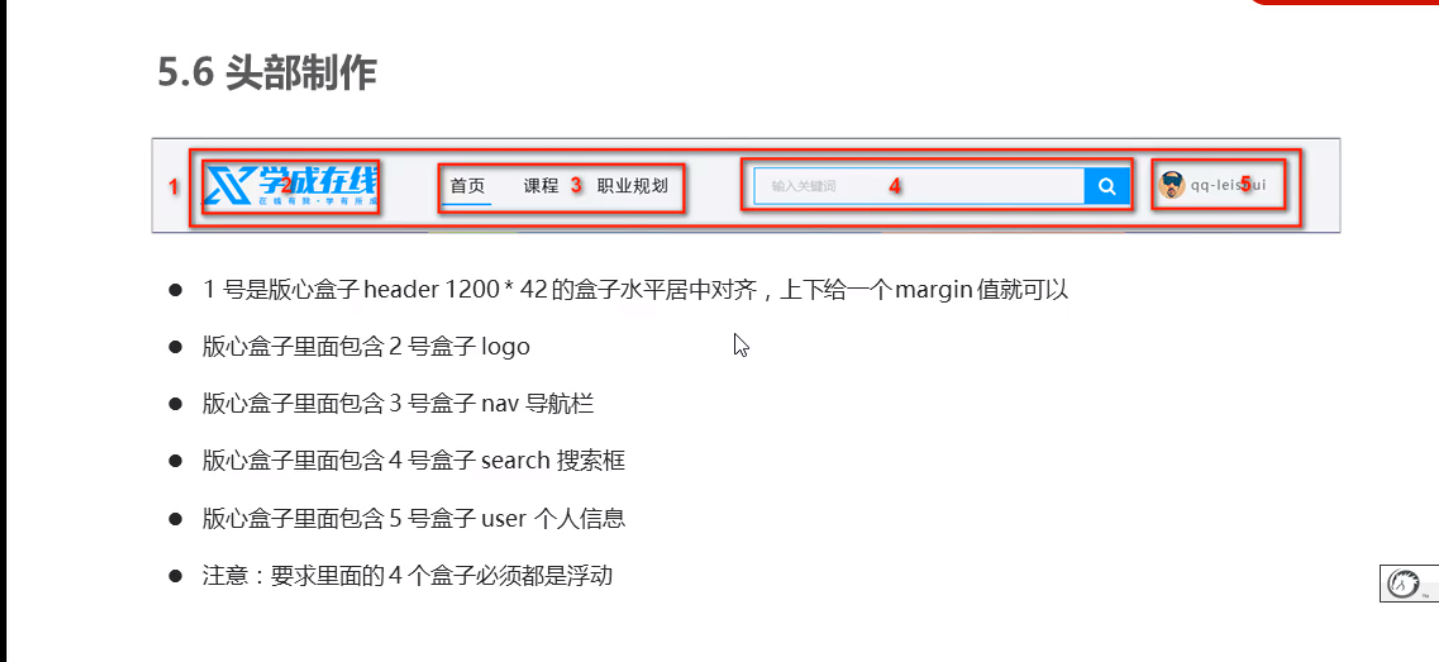 5.6 头部制作
1
学成在线
2
在线有我·学有所成
首页
课程
3
职业规划
输入关键词
4
qq-leishui
5
● 1 号是版心盒子 header 1200 * 42 的盒子水平居中对齐，上下给一个 margin 值就可以
● 版心盒子里面包含 2 号盒子 logo
● 版心盒子里面包含 3 号盒子 nav 导航栏
● 版心盒子里面包含 4 号盒子 search 搜索框
● 版心盒子里面包含 5 号盒子 user 个人信息
● 注意：要求里面的 4 个盒子必须都是浮动